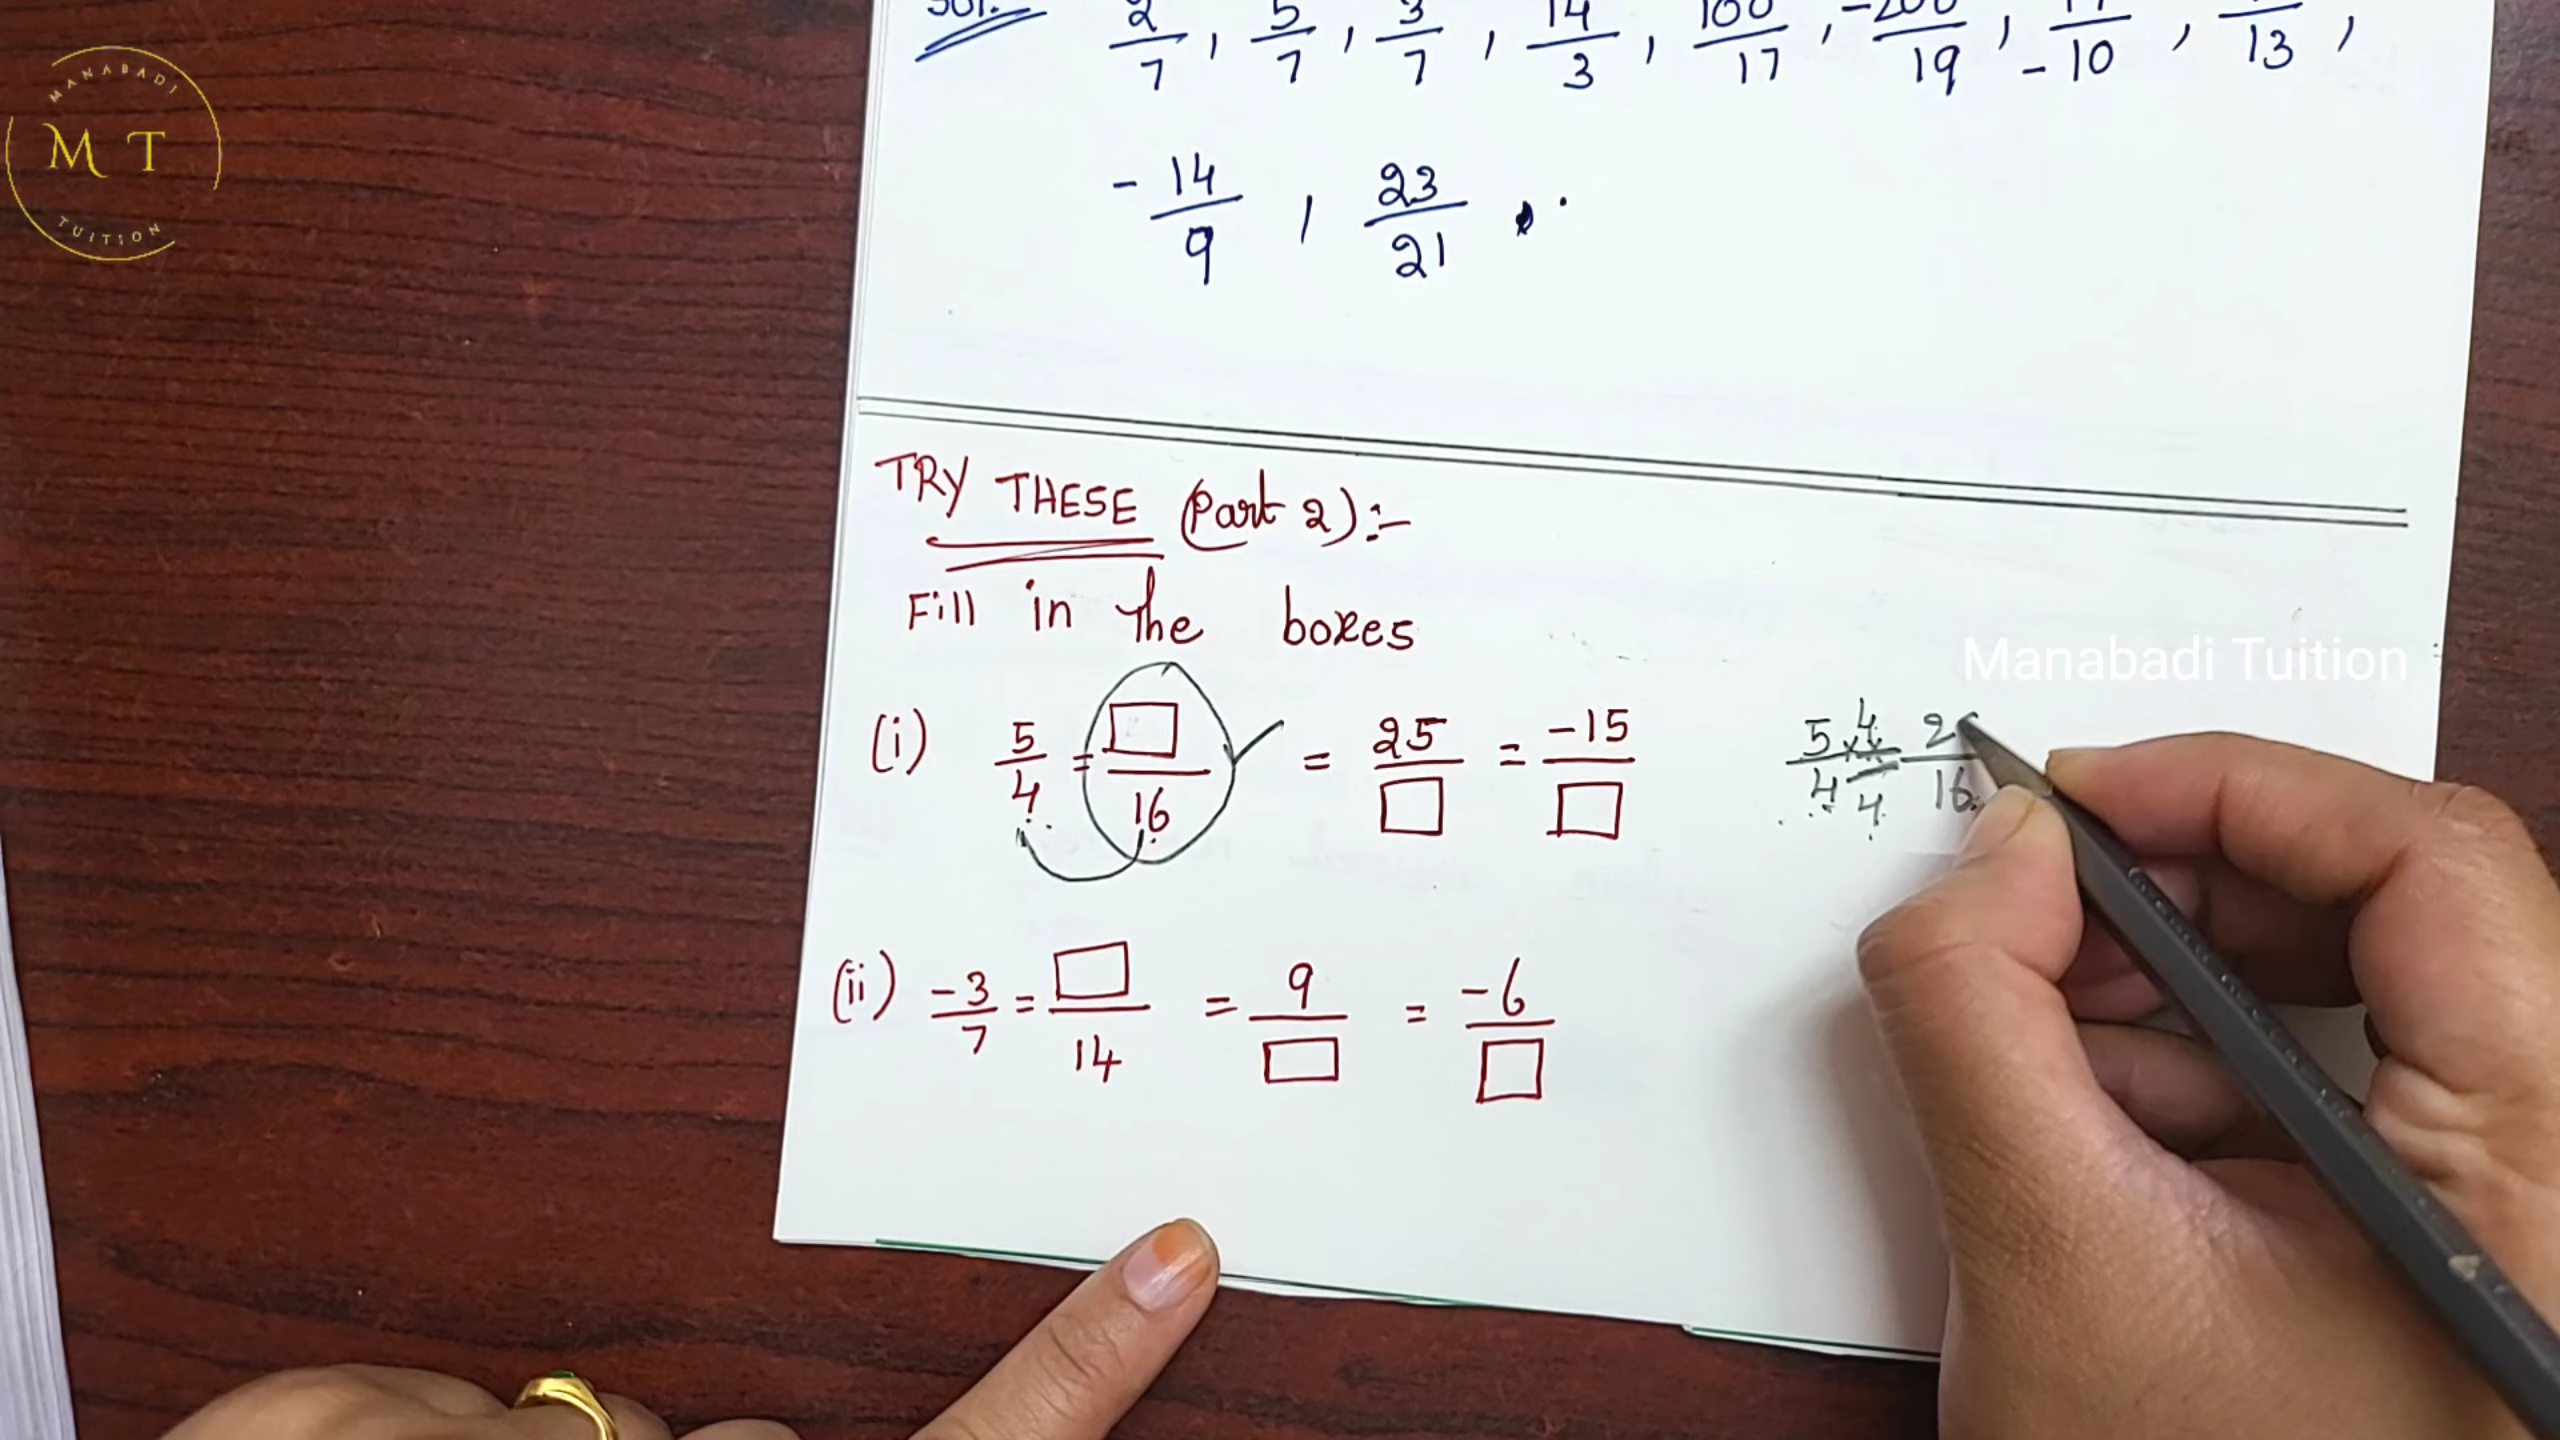 MANABADI
M T
TUITION
2/7 , 5/7 , 3/7 , 14/3 , 100/17 , -200/19 , /-10 , /13 ,
-14/9 , 23/21 .
TRY THESE (Part 2) :-
Fill in the boxes
Manabadi Tuition
(i) 5/4 = □/16 = 25/□ = -15/□
5/4 × 4/4 2/16
(ii) -3/7 = □/14 = 9/□ = -6/□